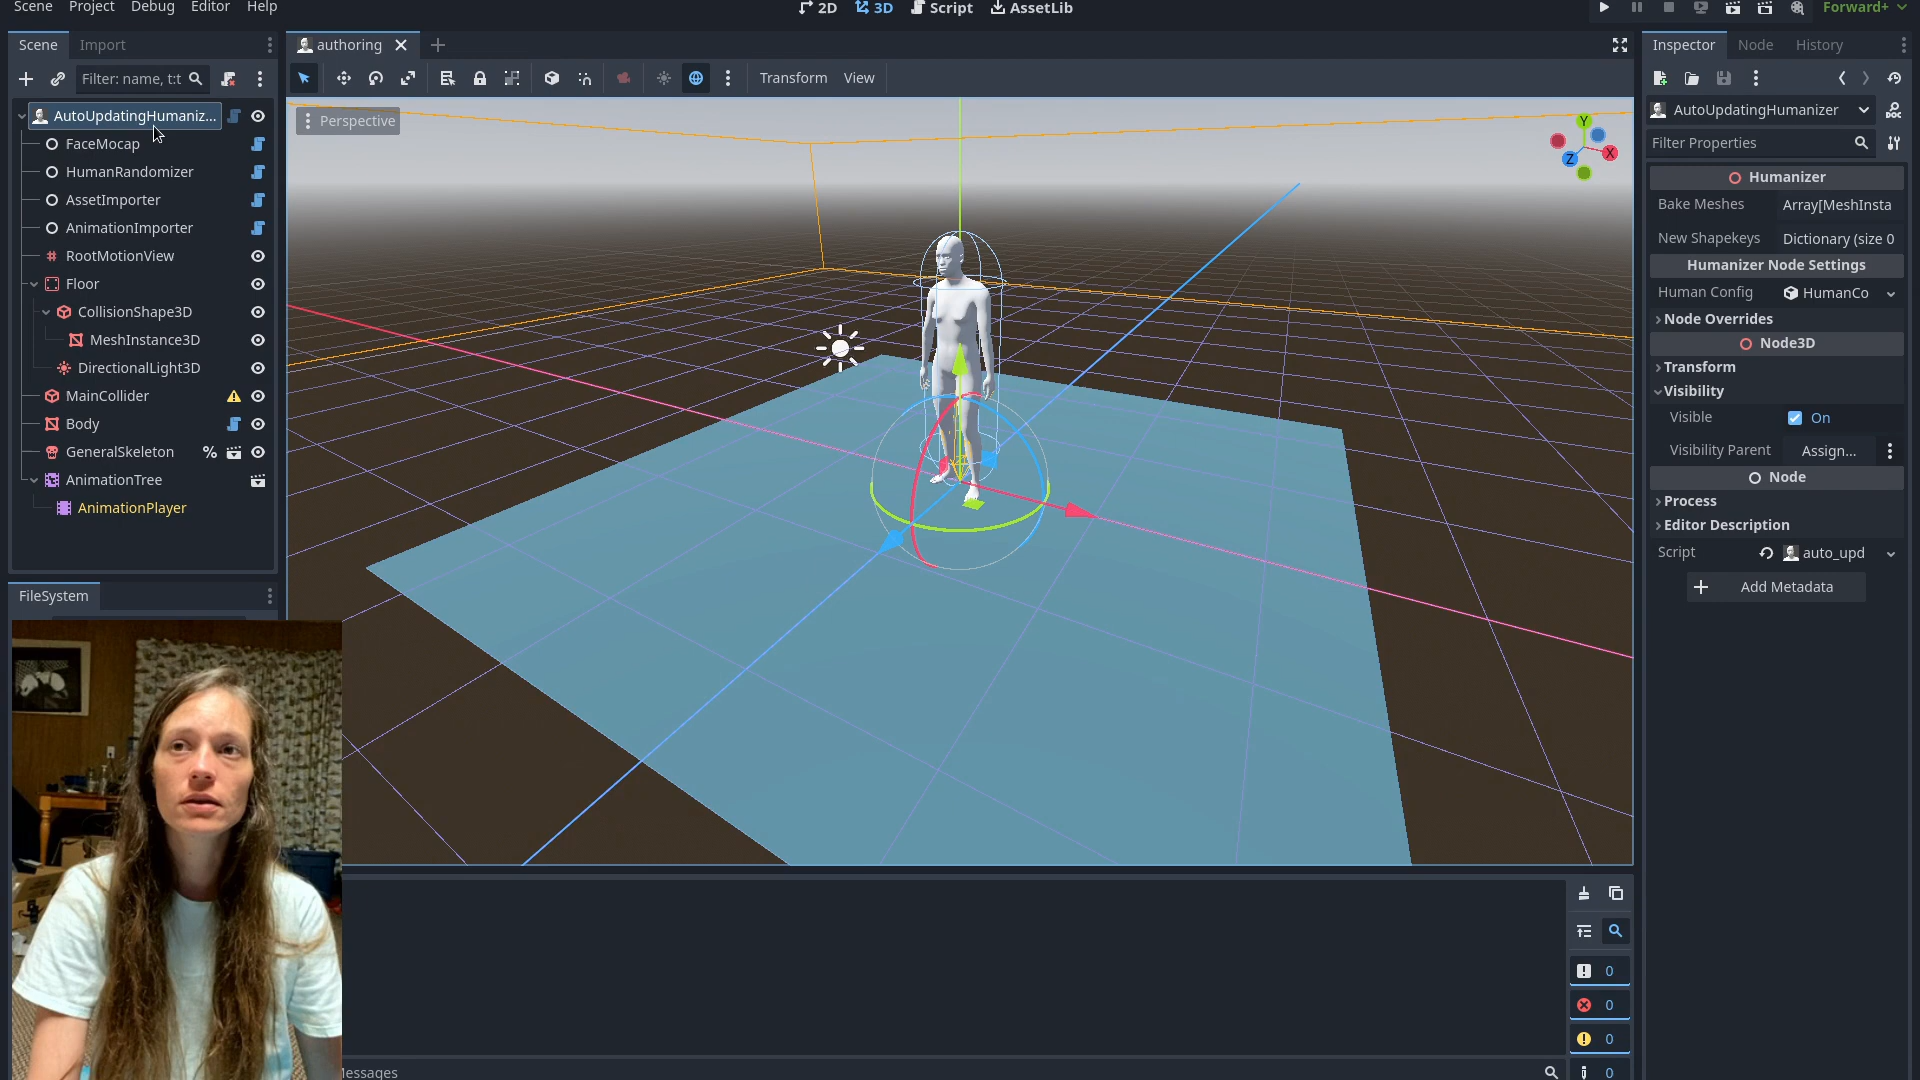 Scene Project Debug Editor Help
2D 3D Script AssetLib
Forward+
Scene Import
Filter: name, t:t
AutoUpdatingHumaniz...
FaceMocap
HumanRandomizer
AssetImporter
AnimationImporter
RootMotionView
Floor
CollisionShape3D
MeshInstance3D
DirectionalLight3D
MainCollider
Body
GeneralSkeleton %
AnimationTree
AnimationPlayer
FileSystem
authoring
Transform View
Perspective
Y
X
Z
0
0
0
0
Inspector Node History
AutoUpdatingHumanizer
DOC
Filter Properties
Humanizer
Bake Meshes Array[MeshInsta
New Shapekeys Dictionary (size 0
Humanizer Node Settings
Human Config HumanCo
Node Overrides
Node3D
Transform
Visibility
Visible On
Visibility Parent Assign...
Node
Process
Editor Description
Script auto_upd
Add Metadata